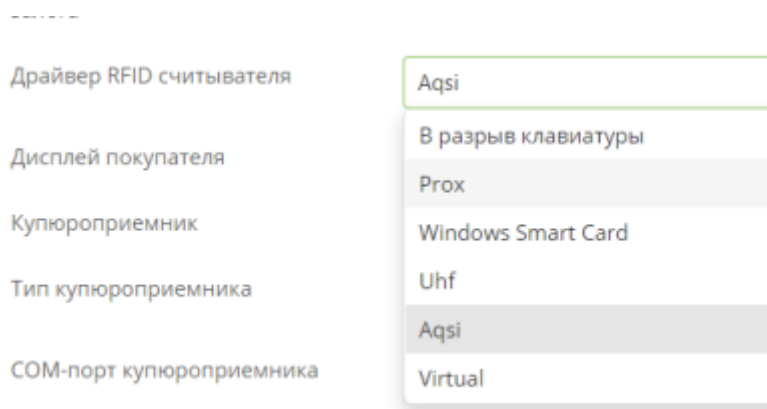 Драйвер RFID считывателя
Aqsi
В разрыв клавиатуры
Дисплей покупателя
Prox
Купюроприемник
Windows Smart Card
Uhf
Тип купюроприемника
Aqsi
COM-порт купюроприемника
Virtual